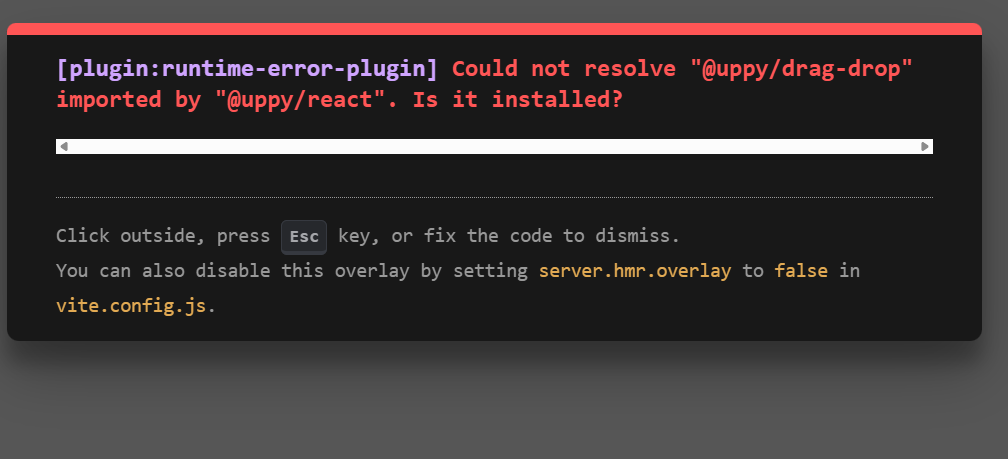 [plugin:runtime-error-plugin] Could not resolve "@uppy/drag-drop"
imported by "@uppy/react". Is it installed?
Click outside, press Esc key, or fix the code to dismiss.
You can also disable this overlay by setting server.hmr.overlay to false in
vite.config.js.